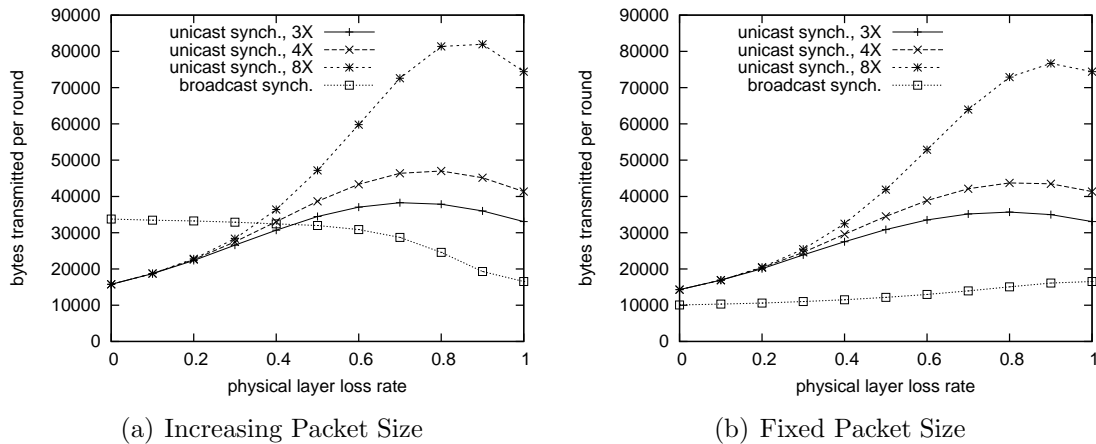 90000
80000
70000
60000
50000
40000
30000
20000
10000
0
bytes transmitted per round
unicast synch., 3X
unicast synch., 4X
unicast synch., 8X
broadcast synch.
0 0.2 0.4 0.6 0.8 1
physical layer loss rate
(a) Increasing Packet Size
90000
80000
70000
60000
50000
40000
30000
20000
10000
0
bytes transmitted per round
unicast synch., 3X
unicast synch., 4X
unicast synch., 8X
broadcast synch.
0 0.2 0.4 0.6 0.8 1
physical layer loss rate
(b) Fixed Packet Size